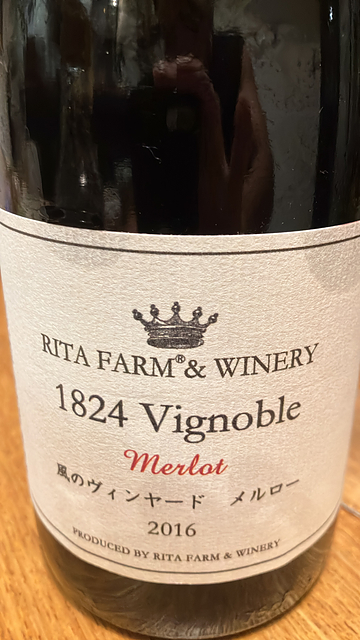 RITA FARM® & WINERY
1824 Vignoble
Merlot
風のヴィンヤード メルロー
2016
PRODUCED BY RITA FARM & WINERY